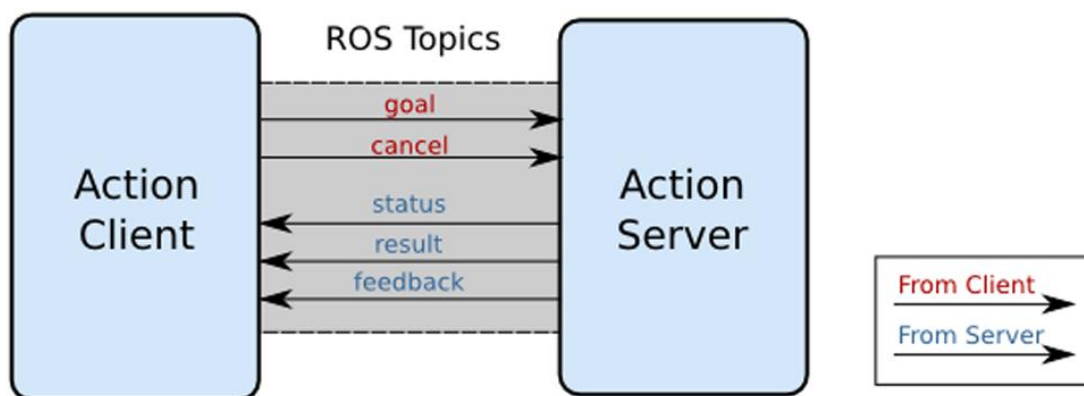 ROS Topics
goal
cancel
Action
Client
status
result
feedback
Action
Server
From Client
From Server